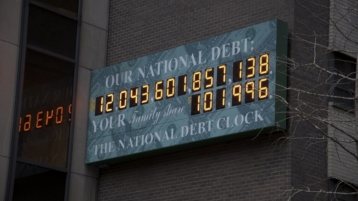 OUR NATIONAL DEBT:
12,043,601,857,138
YOUR Family share 101,996
THE NATIONAL DEBT CLOCK